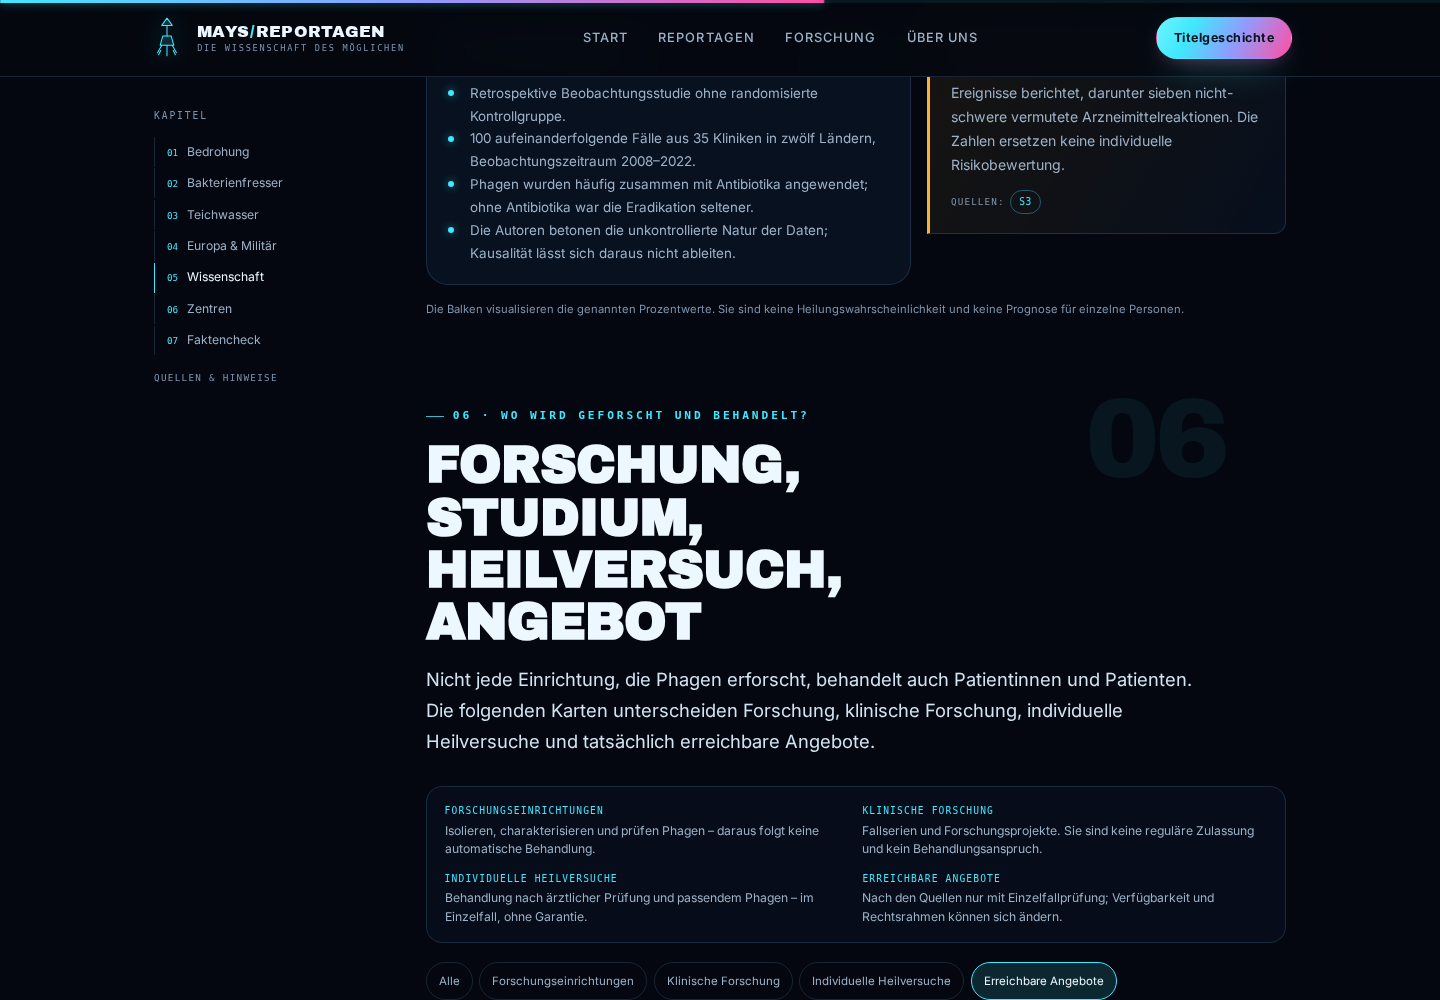 MAYS/REPORTAGEN
DIE WISSENSCHAFT DES MÖGLICHEN
START
REPORTAGEN
FORSCHUNG
ÜBER UNS
Titelgeschichte
KAPITEL
01 Bedrohung
02 Bakterienfresser
03 Teichwasser
04 Europa & Militär
05 Wissenschaft
06 Zentren
07 Faktencheck
QUELLEN & HINWEISE
Retrospektive Beobachtungsstudie ohne randomisierte
Kontrollgruppe.
100 aufeinanderfolgende Fälle aus 35 Kliniken in zwölf Ländern,
Beobachtungszeitraum 2008–2022.
Phagen wurden häufig zusammen mit Antibiotika angewendet;
ohne Antibiotika war die Eradikation seltener.
Die Autoren betonen die unkontrollierte Natur der Daten;
Kausalität lässt sich daraus nicht ableiten.
Ereignisse berichtet, darunter sieben nicht-
schwere vermutete Arzneimittelreaktionen. Die
Zahlen ersetzen keine individuelle
Risikobewertung.
QUELLEN: S3
Die Balken visualisieren die genannten Prozentwerte. Sie sind keine Heilungswahrscheinlichkeit und keine Prognose für einzelne Personen.
06 · WO WIRD GEFORSCHT UND BEHANDELT?
06
FORSCHUNG,
STUDIUM,
HEILVERSUCH,
ANGEBOT
Nicht jede Einrichtung, die Phagen erforscht, behandelt auch Patientinnen und Patienten.
Die folgenden Karten unterscheiden Forschung, klinische Forschung, individuelle
Heilversuche und tatsächlich erreichbare Angebote.
FORSCHUNGSEINRICHTUNGEN
Isolieren, charakterisieren und prüfen Phagen – daraus folgt keine
automatische Behandlung.
KLINISCHE FORSCHUNG
Fallserien und Forschungsprojekte. Sie sind keine reguläre Zulassung
und kein Behandlungsanspruch.
INDIVIDUELLE HEILVERSUCHE
Behandlung nach ärztlicher Prüfung und passendem Phagen – im
Einzelfall, ohne Garantie.
ERREICHBARE ANGEBOTE
Nach den Quellen nur mit Einzelfallprüfung; Verfügbarkeit und
Rechtsrahmen können sich ändern.
Alle
Forschungseinrichtungen
Klinische Forschung
Individuelle Heilversuche
Erreichbare Angebote